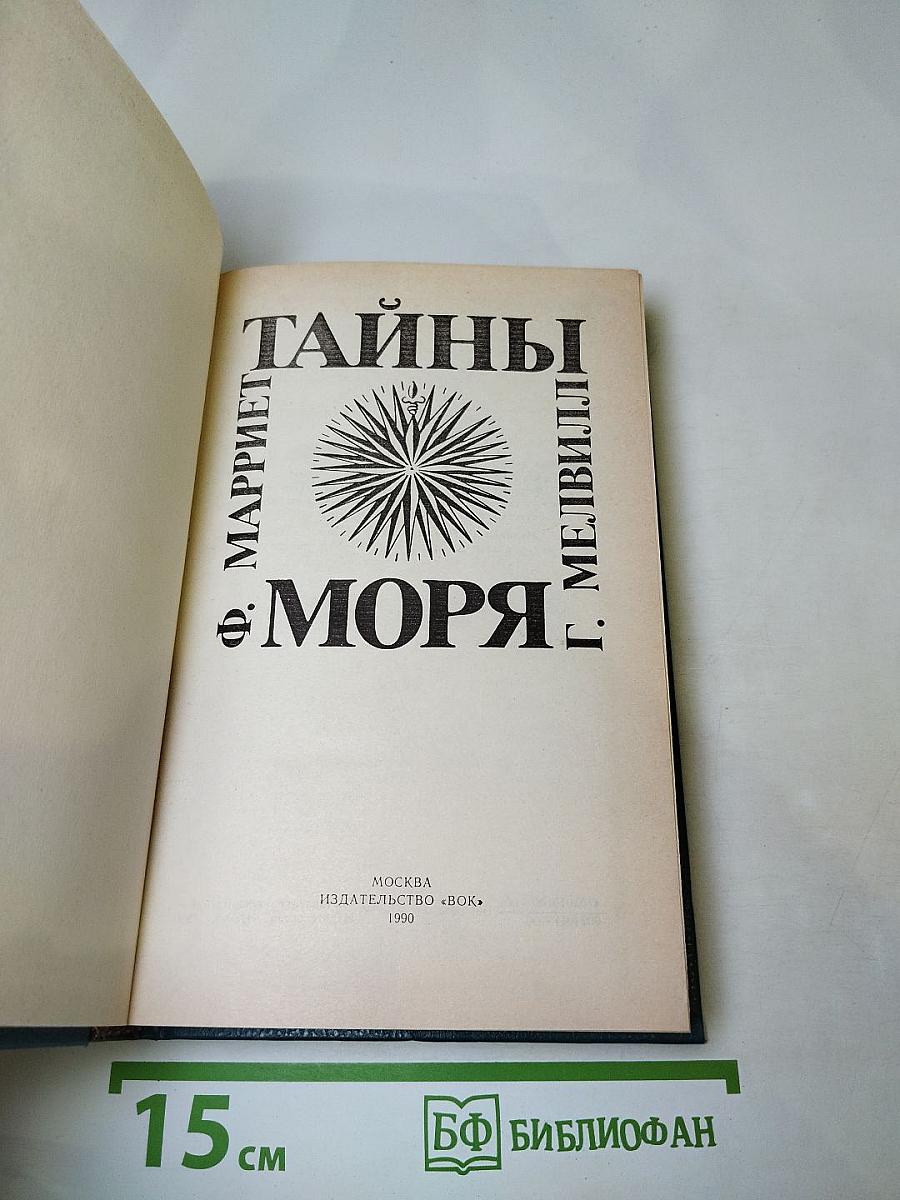 ТАЙНЫ
Ф. МАРРИЕТ
Г. МЕЛВИЛЛ
МОРЯ
МОСКВА
ИЗДАТЕЛЬСТВО «ВОК»
1990
15 см
БФ БИБЛИОФАН